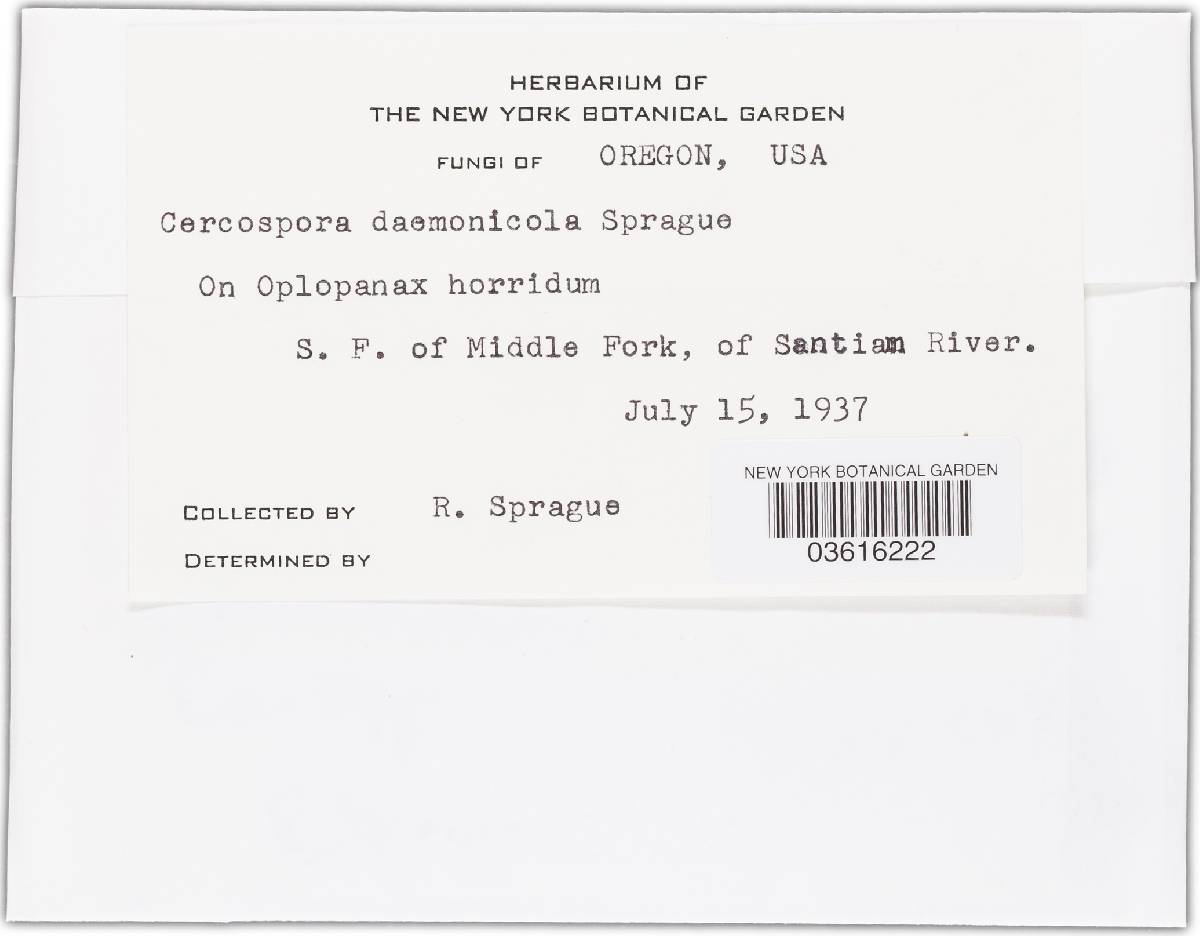 HERBARIUM OF
THE NEW YORK BOTANICAL GARDEN
FUNGI OF OREGON, USA
Cercospora daemonicola Sprague
On Oplopanax horridum
S. F. of Middle Fork, of Santiam River.
July 15, 1937
NEW YORK BOTANICAL GARDEN
03616222
COLLECTED BY R. Sprague
DETERMINED BY